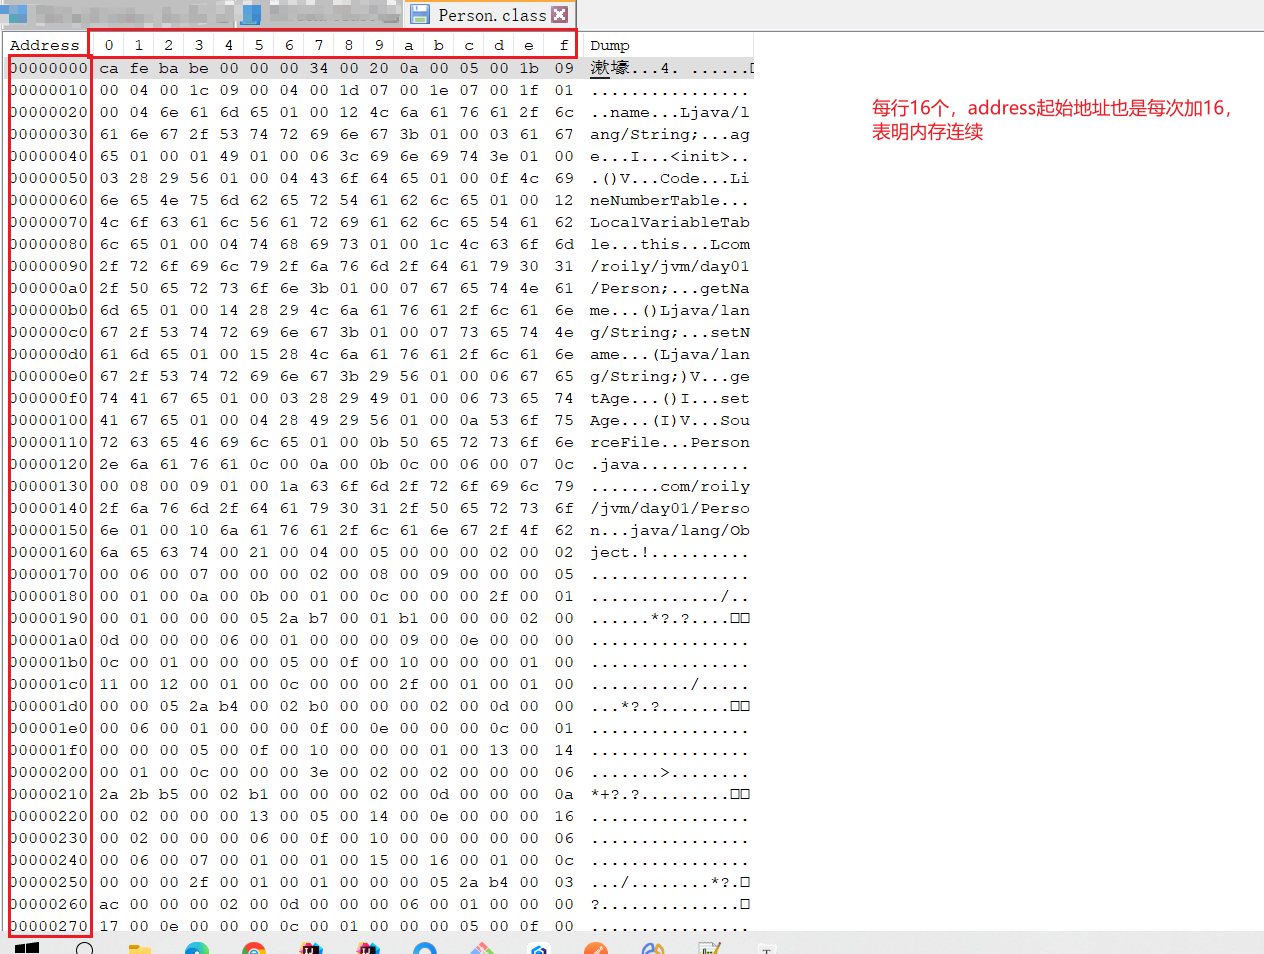 Person.class
Address 0 1 2 3 4 5 6 7 8 9 a b c d e f Dump
00000000 ca fe ba be 00 00 00 34 00 20 0a 00 05 00 1b 09 漱壕...4. ......□
00000010 00 04 00 1c 09 00 04 00 1d 07 00 1e 07 00 1f 01 ................
00000020 00 04 6e 61 6d 65 01 00 12 4c 6a 61 76 61 2f 6c ..name...Ljava/l
00000030 61 6e 67 2f 53 74 72 69 6e 67 3b 01 00 03 61 67 ang/String;...ag
00000040 65 01 00 01 49 01 00 06 3c 69 6e 69 74 3e 01 00 e...I...<init>..
00000050 03 28 29 56 01 00 04 43 6f 64 65 01 00 0f 4c 69 .()V...Code...Li
00000060 6e 65 4e 75 6d 62 65 72 54 61 62 6c 65 01 00 12 neNumberTable...
00000070 4c 6f 63 61 6c 56 61 72 69 61 62 6c 65 54 61 62 LocalVariableTab
00000080 6c 65 01 00 04 74 68 69 73 01 00 1c 4c 63 6f 6d le...this...Lcom
00000090 2f 72 6f 69 6c 79 2f 6a 76 6d 2f 64 61 79 30 31 /roily/jvm/day01
000000a0 2f 50 65 72 73 6f 6e 3b 01 00 07 67 65 74 4e 61 /Person;...getNa
000000b0 6d 65 01 00 14 28 29 4c 6a 61 76 61 2f 6c 61 6e me...()Ljava/lan
000000c0 67 2f 53 74 72 69 6e 67 3b 01 00 07 73 65 74 4e g/String;...setN
000000d0 61 6d 65 01 00 15 28 4c 6a 61 76 61 2f 6c 61 6e ame...(Ljava/lan
000000e0 67 2f 53 74 72 69 6e 67 3b 29 56 01 00 06 67 65 g/String;)V...ge
000000f0 74 41 67 65 01 00 03 28 29 49 01 00 06 73 65 74 tAge...()I...set
00000100 41 67 65 01 00 04 28 49 29 56 01 00 0a 53 6f 75 Age...(I)V...Sou
00000110 72 63 65 46 69 6c 65 01 00 0b 50 65 72 73 6f 6e rceFile...Person
00000120 2e 6a 61 76 61 0c 00 0a 00 0b 0c 00 06 00 07 0c .java...........
00000130 00 08 00 09 01 00 1a 63 6f 6d 2f 72 6f 69 6c 79 .......com/roily
00000140 2f 6a 76 6d 2f 64 61 79 30 31 2f 50 65 72 73 6f /jvm/day01/Perso
00000150 6e 01 00 10 6a 61 76 61 2f 6c 61 6e 67 2f 4f 62 n...java/lang/Ob
00000160 6a 65 63 74 00 21 00 04 00 05 00 00 00 02 00 02 ject.!..........
00000170 00 06 00 07 00 00 00 02 00 08 00 09 00 00 00 05 ................
00000180 00 01 00 0a 00 0b 00 01 00 0c 00 00 00 2f 00 01 ............./..
00000190 00 01 00 00 00 05 2a b7 00 01 b1 00 00 00 02 00 ......*?.?....□□
000001a0 0d 00 00 00 06 00 01 00 00 00 09 00 0e 00 00 00 ................
000001b0 0c 00 01 00 00 00 05 00 0f 00 10 00 00 00 01 00 ................
000001c0 11 00 12 00 01 00 0c 00 00 00 2f 00 01 00 01 00 ........../.....
000001d0 00 00 05 2a b4 00 02 b0 00 00 00 02 00 0d 00 00 ...*?.?.......□□
000001e0 00 06 00 01 00 00 00 0f 00 0e 00 00 00 0c 00 01 ................
000001f0 00 00 00 05 00 0f 00 10 00 00 00 01 00 13 00 14 ................
00000200 00 01 00 0c 00 00 00 3e 00 02 00 02 00 00 00 06 .......>........
00000210 2a 2b b5 00 02 b1 00 00 00 02 00 0d 00 00 00 0a *+?.?.........□□
00000220 00 02 00 00 00 13 00 05 00 14 00 0e 00 00 00 16 ................
00000230 00 02 00 00 00 06 00 0f 00 10 00 00 00 00 00 06 ................
00000240 00 06 00 07 00 01 00 01 00 15 00 16 00 01 00 0c ................
00000250 00 00 00 2f 00 01 00 01 00 00 00 05 2a b4 00 03 .../........*?.□
00000260 ac 00 00 00 02 00 0d 00 00 00 06 00 01 00 00 00 ?..............□
00000270 17 00 0e 00 00 00 0c 00 01 00 00 00 05 00 0f 00 ................
每行16个，address起始地址也是每次加16，
表明内存连续